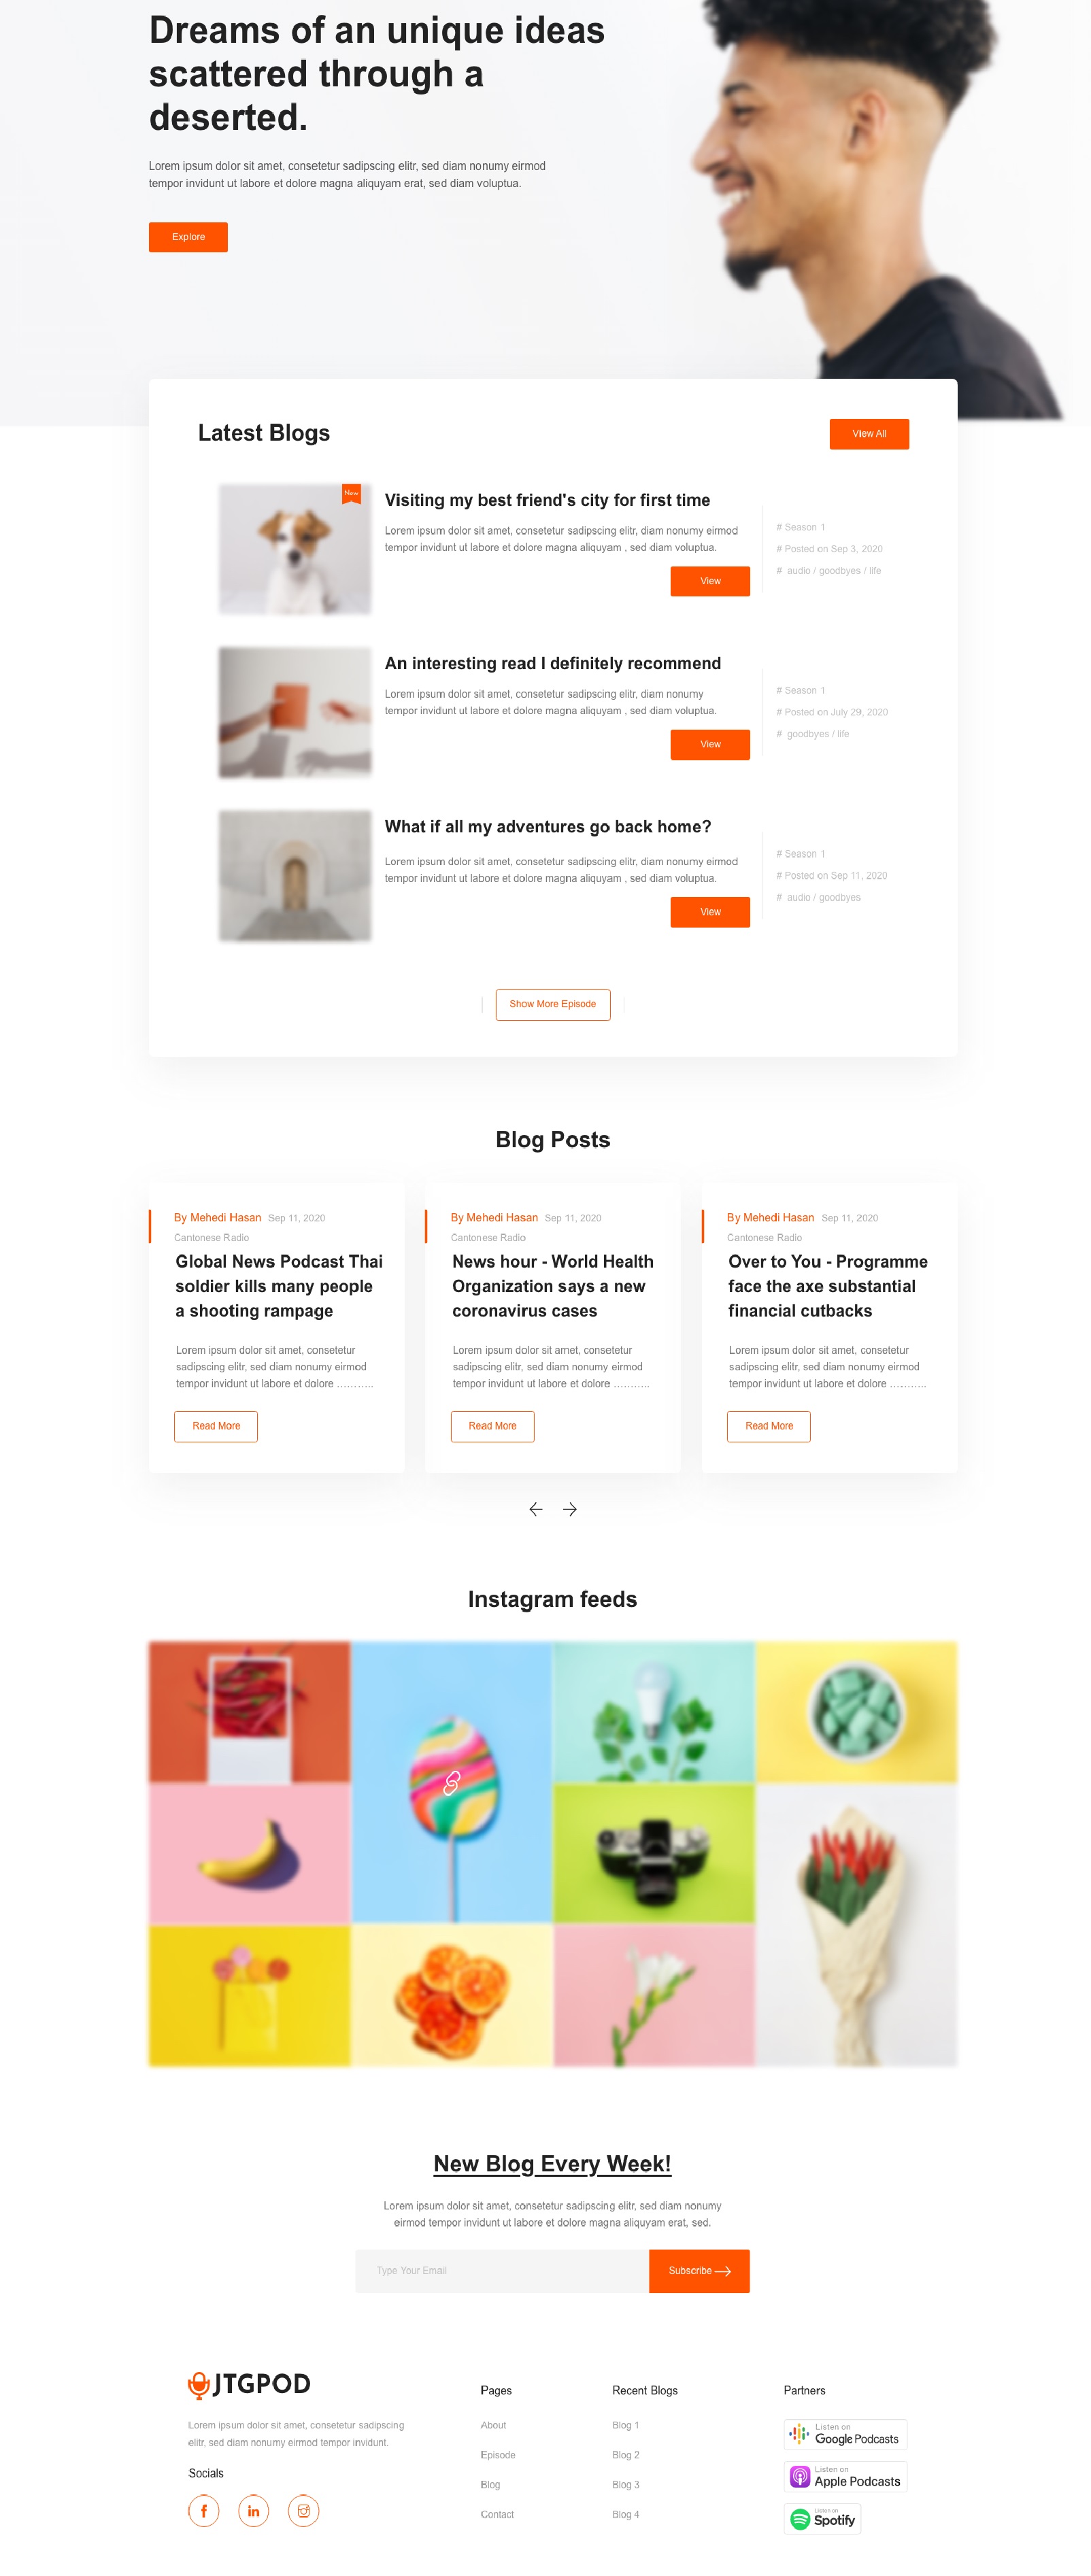 Dreams of an unique ideas
scattered through a
deserted.
Lorem ipsum dolor sit amet, consetetur sadipscing elitr, sed diam nonumy eirmod
tempor invidunt ut labore et dolore magna aliquyam erat, sed diam voluptua.
Explore
Latest Blogs
View All
New
Visiting my best friend's city for first time
Lorem ipsum dolor sit amet, consetetur sadipscing elitr, diam nonumy eirmod
tempor invidunt ut labore et dolore magna aliquyam , sed diam voluptua.
View
# Season 1
# Posted on Sep 3, 2020
# audio / goodbyes / life
An interesting read I definitely recommend
Lorem ipsum dolor sit amet, consetetur sadipscing elitr, diam nonumy
tempor invidunt ut labore et dolore magna aliquyam , sed diam voluptua.
View
# Season 1
# Posted on July 29, 2020
# goodbyes / life
What if all my adventures go back home?
Lorem ipsum dolor sit amet, consetetur sadipscing elitr, diam nonumy eirmod
tempor invidunt ut labore et dolore magna aliquyam , sed diam voluptua.
View
# Season 1
# Posted on Sep 11, 2020
# audio / goodbyes
Show More Episode
Blog Posts
By Mehedi Hasan Sep 11, 2020
Cantonese Radio
Global News Podcast Thai
soldier kills many people
a shooting rampage
Lorem ipsum dolor sit amet, consetetur
sadipscing elitr, sed diam nonumy eirmod
tempor invidunt ut labore et dolore ...........
Read More
By Mehedi Hasan Sep 11, 2020
Cantonese Radio
News hour - World Health
Organization says a new
coronavirus cases
Lorem ipsum dolor sit amet, consetetur
sadipscing elitr, sed diam nonumy eirmod
tempor invidunt ut labore et dolore ...........
Read More
By Mehedi Hasan Sep 11, 2020
Cantonese Radio
Over to You - Programme
face the axe substantial
financial cutbacks
Lorem ipsum dolor sit amet, consetetur
sadipscing elitr, sed diam nonumy eirmod
tempor invidunt ut labore et dolore ...........
Read More
Instagram feeds
New Blog Every Week!
Lorem ipsum dolor sit amet, consetetur sadipscing elitr, sed diam nonumy
eirmod tempor invidunt ut labore et dolore magna aliquyam erat, sed.
Type Your Email
Subscribe
JTGPOD
Lorem ipsum dolor sit amet, consetetur sadipscing
elitr, sed diam nonumy eirmod tempor invidunt.
Socials
f
in
Pages
About
Episode
Blog
Contact
Recent Blogs
Blog 1
Blog 2
Blog 3
Blog 4
Partners
Listen on
Google Podcasts
Listen on
Apple Podcasts
Listen on
Spotify